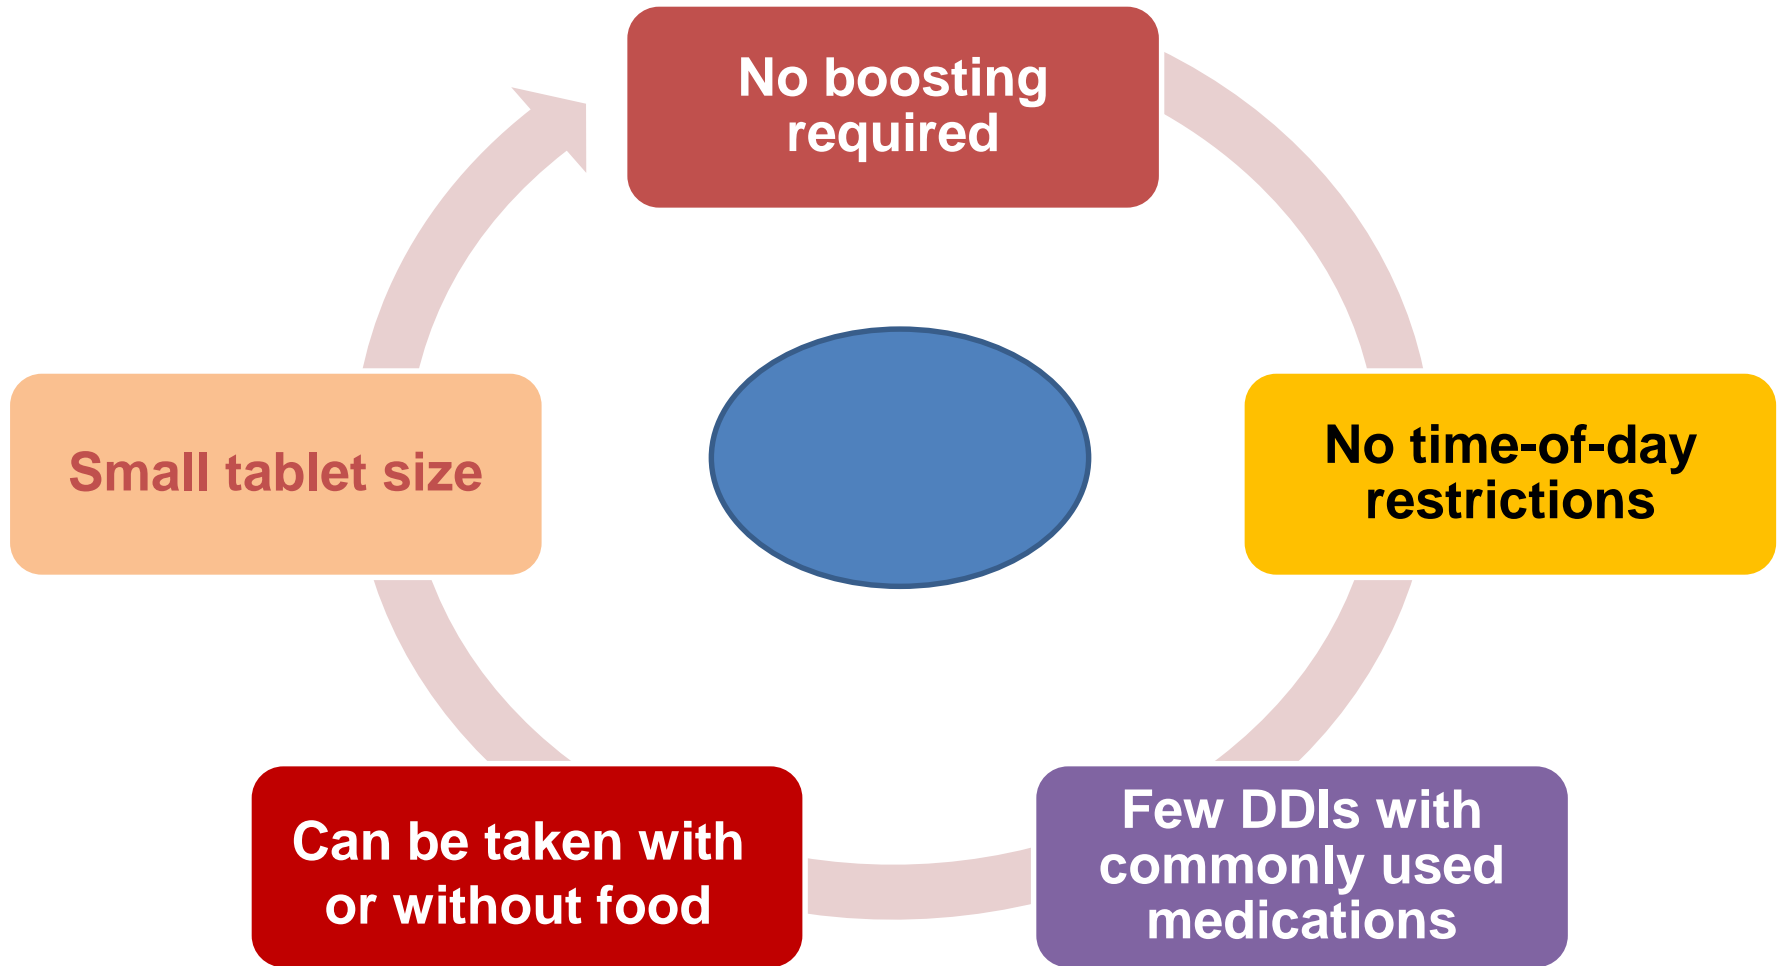 No boosting
required
No time-of-day
restrictions
Few DDIs with
commonly used
medications
Can be taken with
or without food
Small tablet size